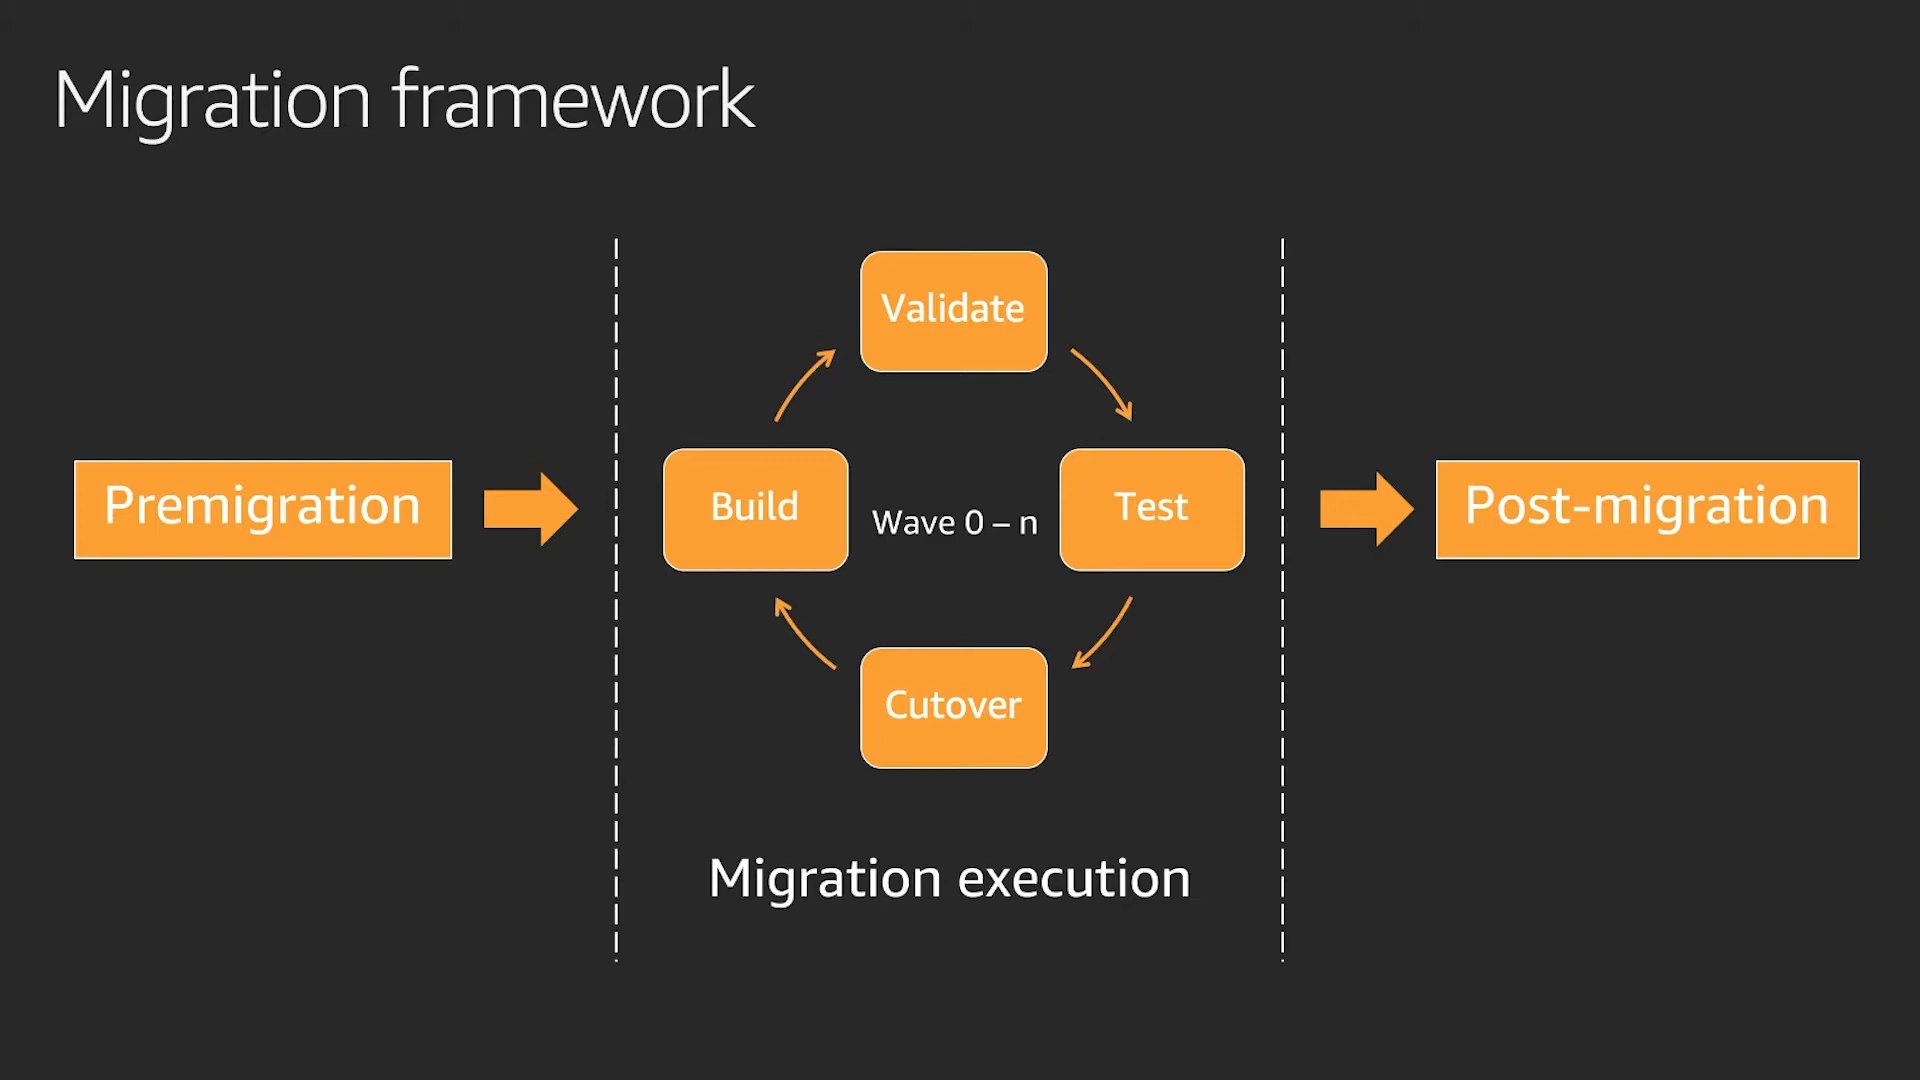 Migration framework
Validate
Premigration
Build
Wave 0 – n
Test
Post-migration
Cutover
Migration execution